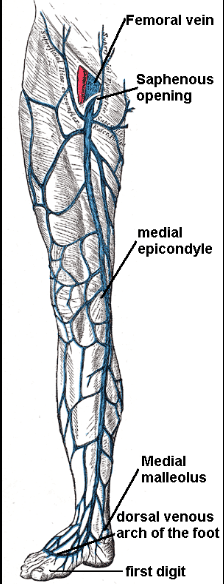 Femoral vein
Saphenous
opening
medial
epicondyle
Medial
malleolus
dorsal venous
arch of the foot
first digit